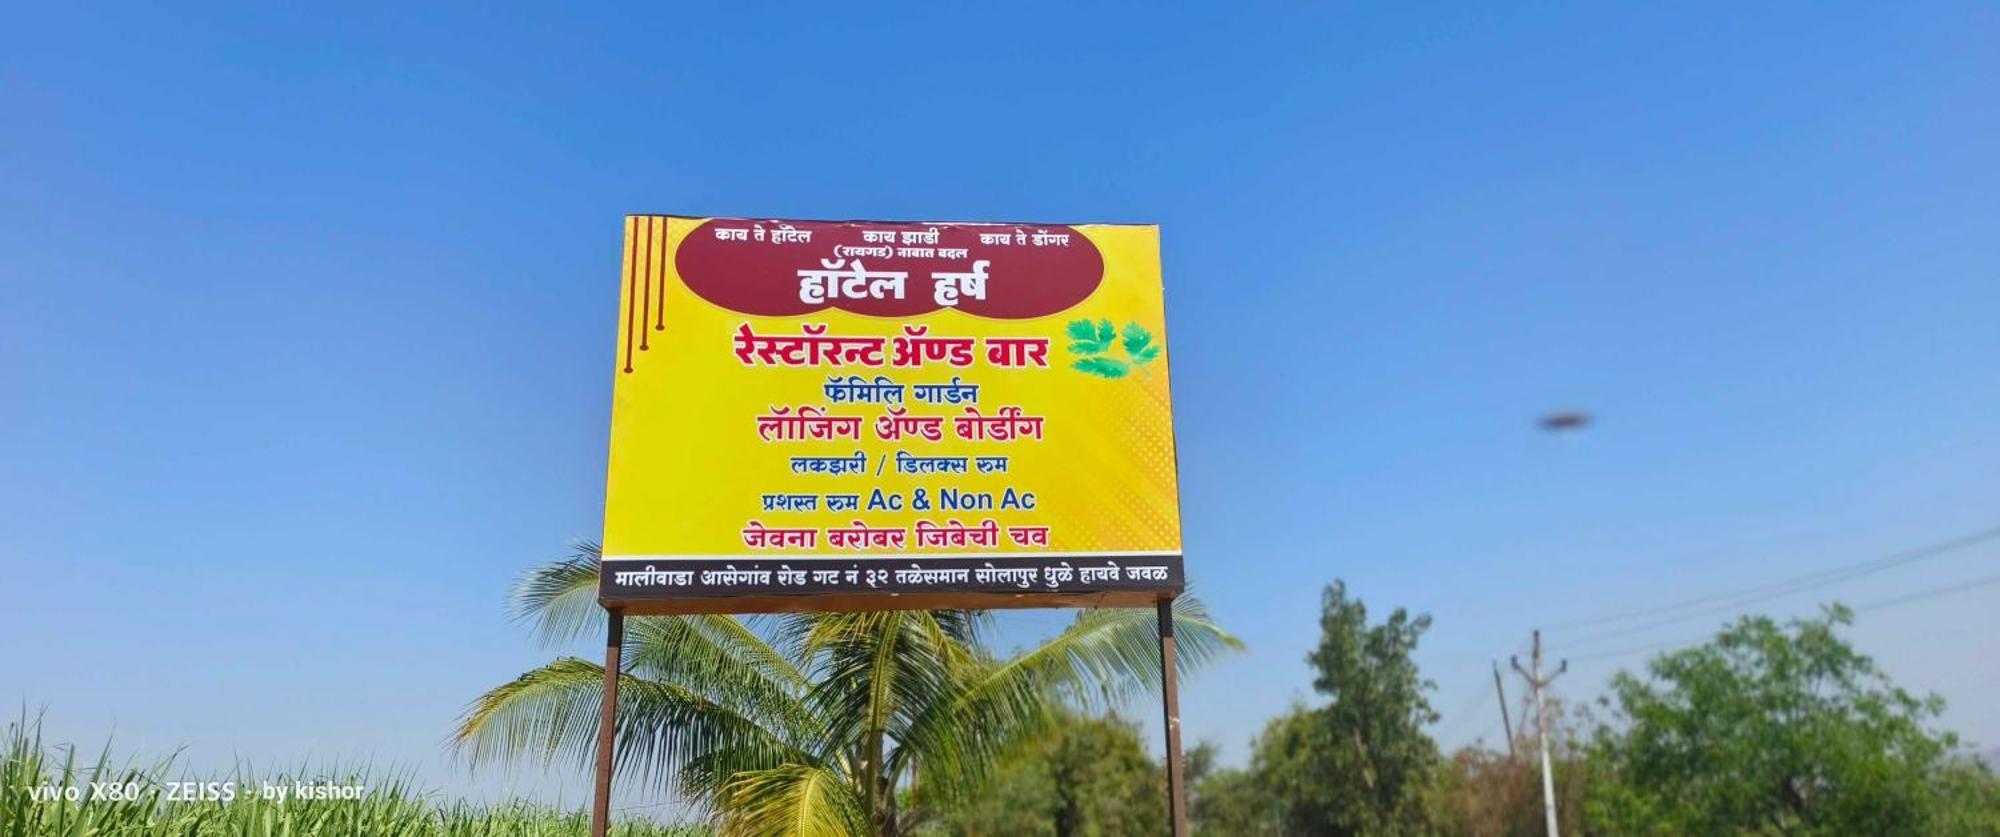 काय ते हॉटेल काय झाडी काय ते डोंगर
(रायगड) नावात बदल
हॉटेल हर्ष
रेस्टॉरन्ट ॲण्ड बार
फॅमिलि गार्डन
लॉजिंग ॲण्ड बोर्डींग
लकझरी / डिलक्स रुम
प्रशस्त रुम Ac & Non Ac
जेवना बरोबर जिबेची चव
मालीवाडा आसेगांव रोड गट नं ३२ तळेसमान सोलापुर धुळे हायवे जवळ
vivo X80 · ZEISS · by kishor